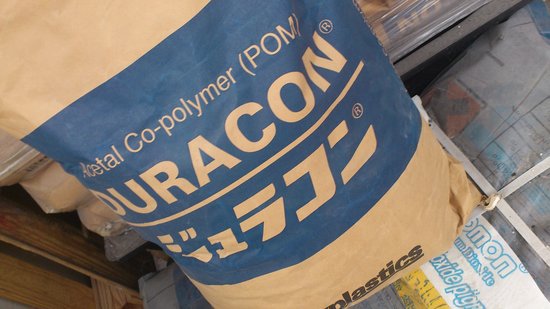 Acetal Co-polymer (POM)
DURACON®
ジュラコン®
plastics